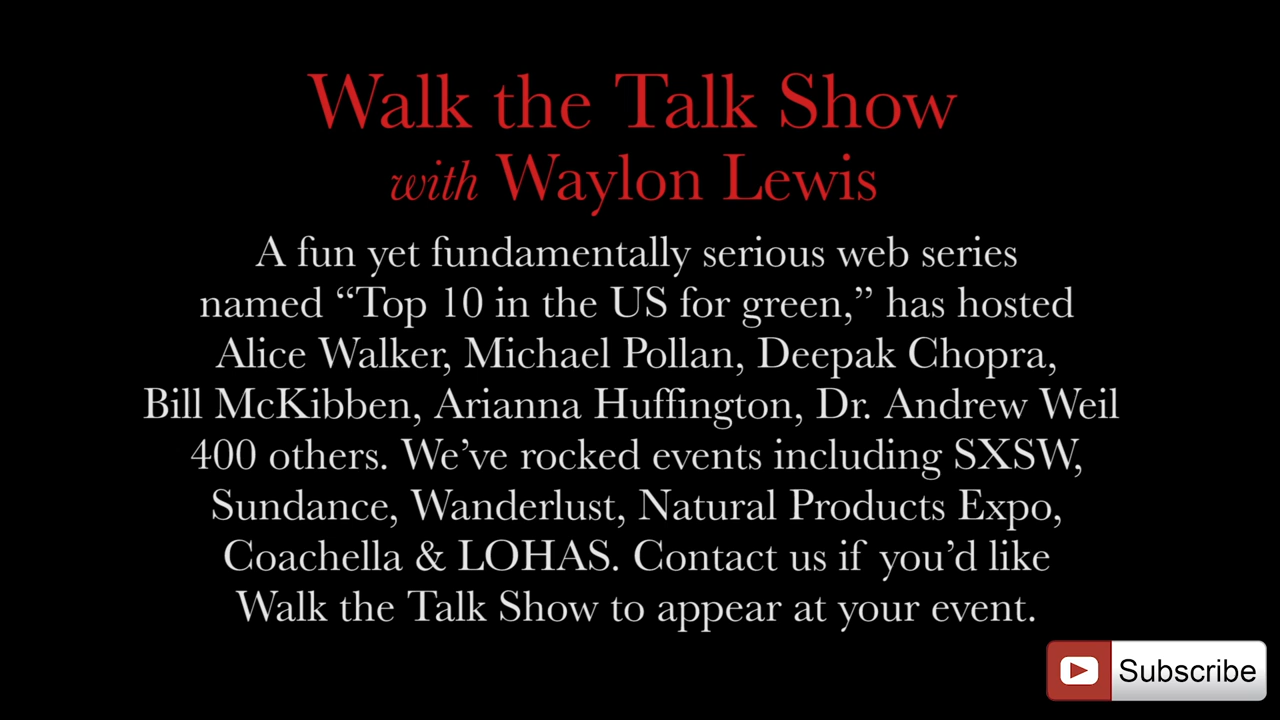 Walk the Talk Show
with Waylon Lewis
A fun yet fundamentally serious web series
named “Top 10 in the US for green,” has hosted
Alice Walker, Michael Pollan, Deepak Chopra,
Bill McKibben, Arianna Huffington, Dr. Andrew Weil
400 others. We’ve rocked events including SXSW,
Sundance, Wanderlust, Natural Products Expo,
Coachella & LOHAS. Contact us if you’d like
Walk the Talk Show to appear at your event.
Subscribe